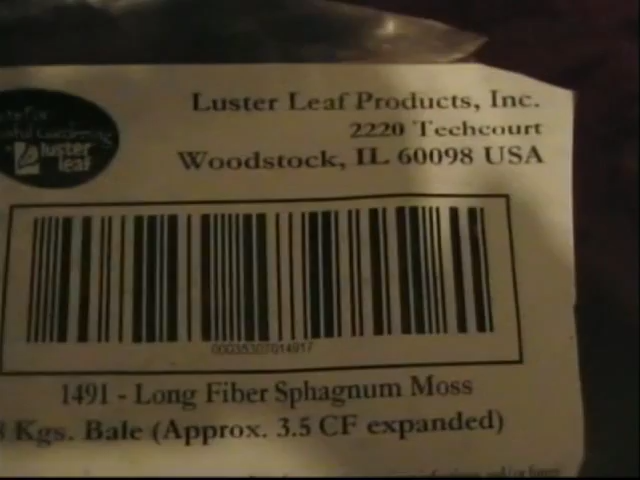 Luster Leaf Products, Inc.
2220 Techcourt
Woodstock, IL 60098 USA
luster
leaf
00035307014917
1491 - Long Fiber Sphagnum Moss
Kgs. Bale (Approx. 3.5 CF expanded)